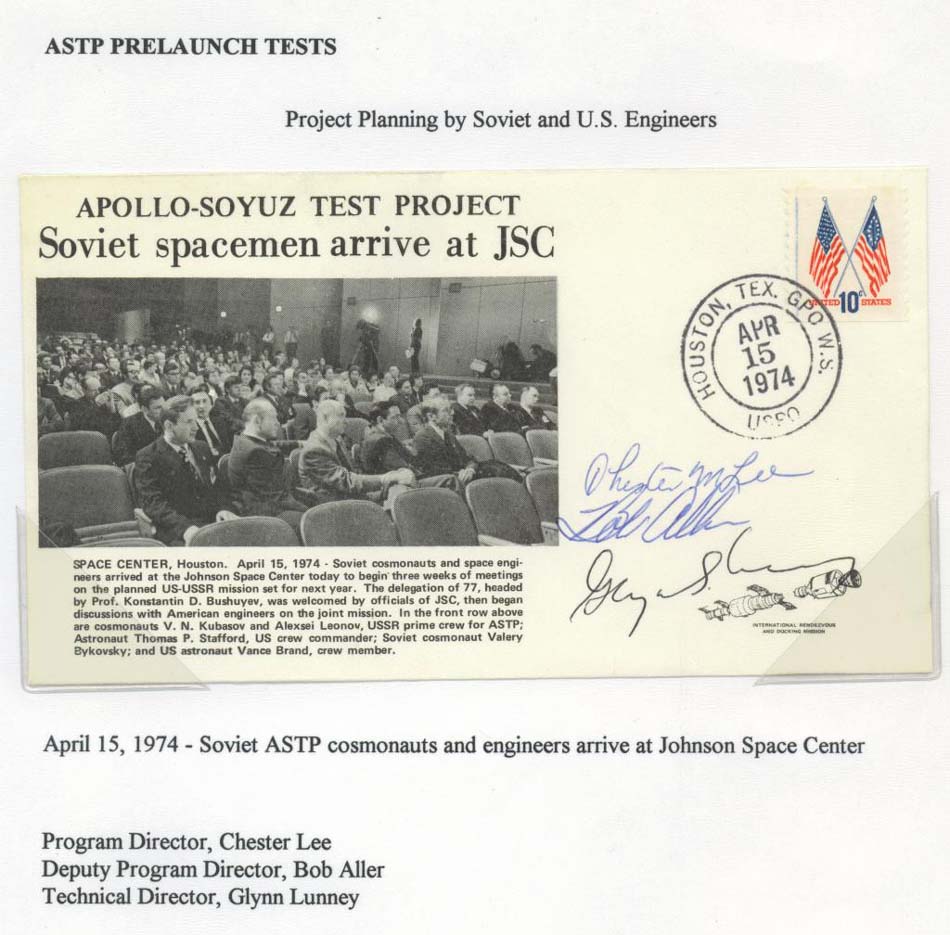 ASTP PRELAUNCH TESTS
Project Planning by Soviet and U.S. Engineers
APOLLO-SOYUZ TEST PROJECT
Soviet spacemen arrive at JSC
UNITED 10c STATES
HOUSTON, TEX. GPO W.S.
APR
15
1974
USPO
Chester M Lee
Bob Aller
Glynn S. Lunney
SPACE CENTER, Houston. April 15, 1974 - Soviet cosmonauts and space engi-
neers arrived at the Johnson Space Center today to begin three weeks of meetings
on the planned US-USSR mission set for next year. The delegation of 77, headed
by Prof. Konstantin D. Bushuyev, was welcomed by officials of JSC, then began
discussions with American engineers on the joint mission. In the front row above
are cosmonauts V. N. Kubasov and Alexsei Leonov, USSR prime crew for ASTP;
Astronaut Thomas P. Stafford, US crew commander; Soviet cosmonaut Valery
Bykovsky; and US astronaut Vance Brand, crew member.
INTERNATIONAL RENDEZVOUS
AND DOCKING MISSION
April 15, 1974 - Soviet ASTP cosmonauts and engineers arrive at Johnson Space Center
Program Director, Chester Lee
Deputy Program Director, Bob Aller
Technical Director, Glynn Lunney